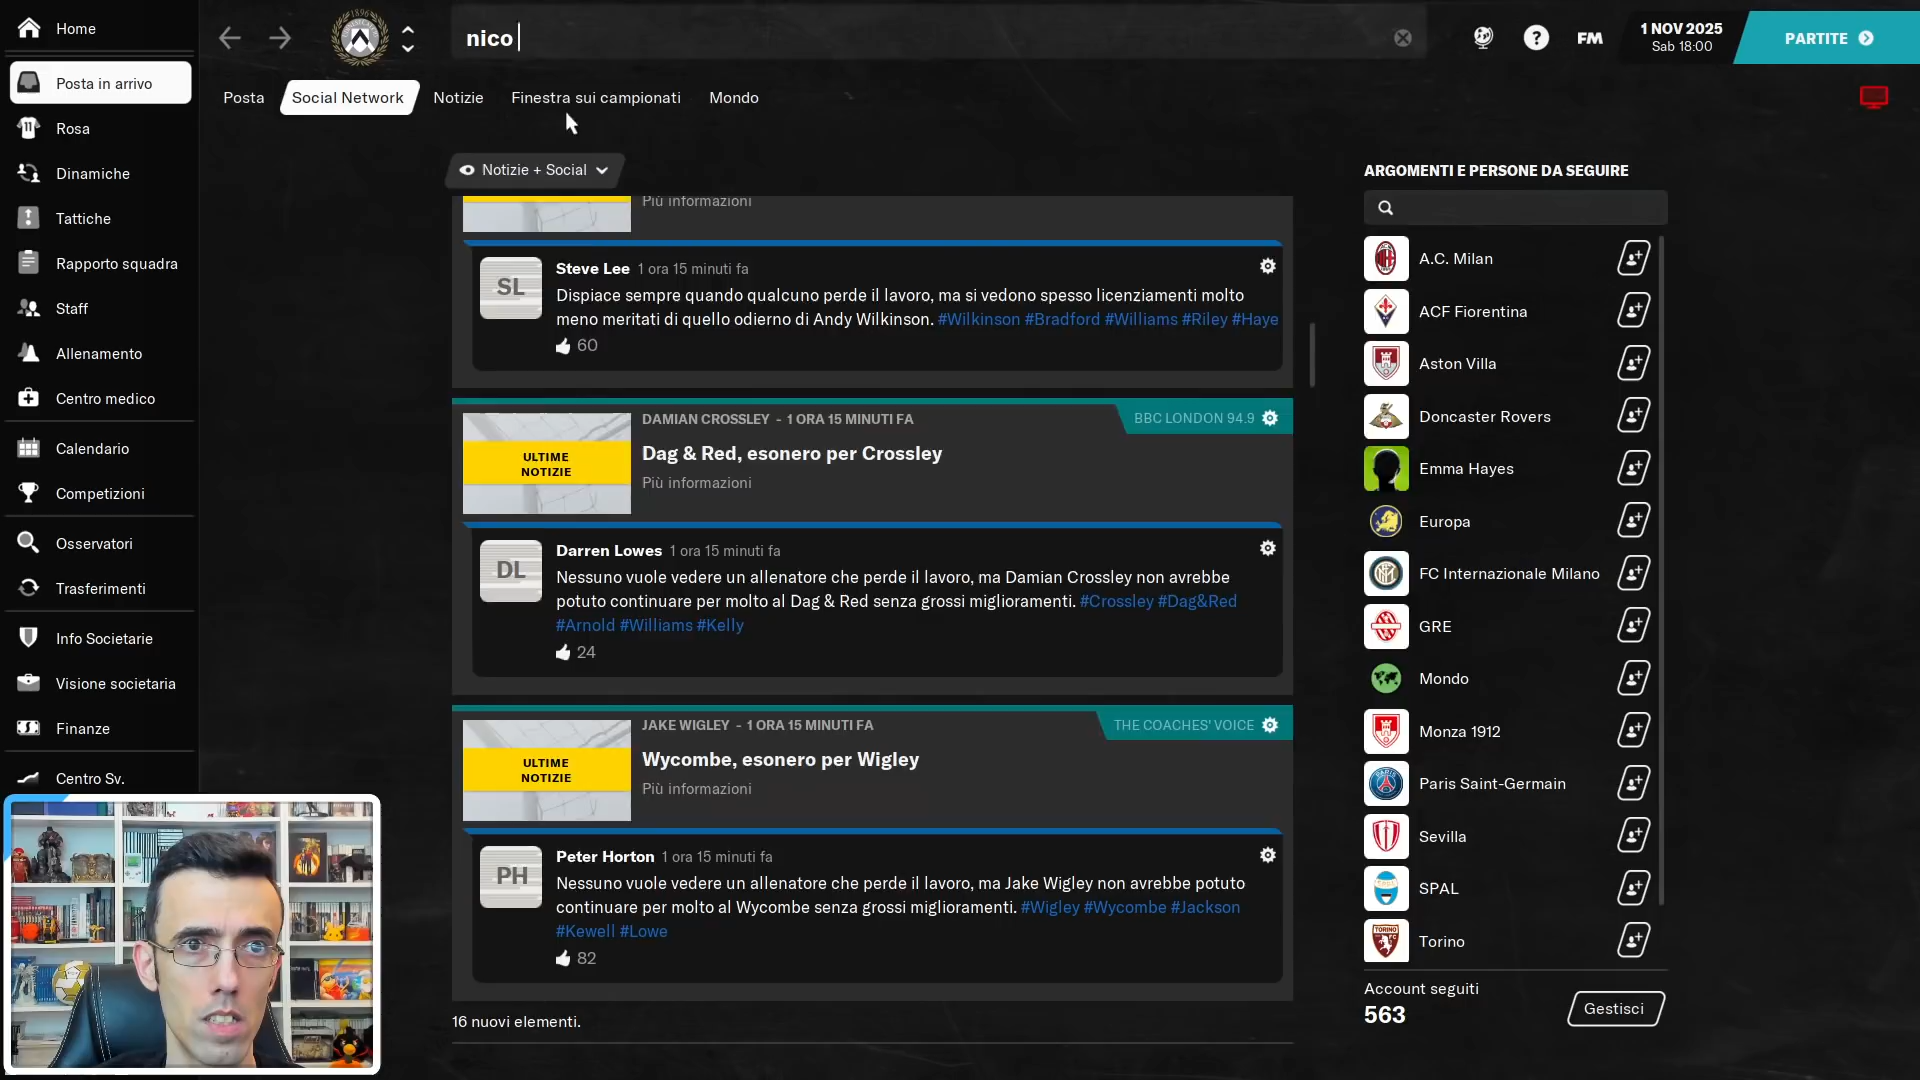 Home
Posta in arrivo
Rosa
Dinamiche
Tattiche
Rapporto squadra
Staff
Allenamento
Centro medico
Calendario
Competizioni
Osservatori
Trasferimenti
Info Societarie
Visione societaria
Finanze
Centro Sv.
1896
nico
FM
1 NOV 2025
Sab 18:00
PARTITE
Posta
Social Network
Notizie
Finestra sui campionati
Mondo
Notizie + Social
Più informazioni
SL
Steve Lee 1 ora 15 minuti fa
Dispiace sempre quando qualcuno perde il lavoro, ma si vedono spesso licenziamenti molto
meno meritati di quello odierno di Andy Wilkinson. #Wilkinson #Bradford #Williams #Riley #Haye
60
ULTIME
NOTIZIE
DAMIAN CROSSLEY - 1 ORA 15 MINUTI FA
BBC LONDON 94.9
Dag & Red, esonero per Crossley
Più informazioni
DL
Darren Lowes 1 ora 15 minuti fa
Nessuno vuole vedere un allenatore che perde il lavoro, ma Damian Crossley non avrebbe
potuto continuare per molto al Dag & Red senza grossi miglioramenti. #Crossley #Dag&Red
#Arnold #Williams #Kelly
24
ULTIME
NOTIZIE
JAKE WIGLEY - 1 ORA 15 MINUTI FA
THE COACHES' VOICE
Wycombe, esonero per Wigley
Più informazioni
PH
Peter Horton 1 ora 15 minuti fa
Nessuno vuole vedere un allenatore che perde il lavoro, ma Jake Wigley non avrebbe potuto
continuare per molto al Wycombe senza grossi miglioramenti. #Wigley #Wycombe #Jackson
#Kewell #Lowe
82
16 nuovi elementi.
ARGOMENTI E PERSONE DA SEGUIRE
A.C. Milan
ACF Fiorentina
Aston Villa
Doncaster Rovers
Emma Hayes
Europa
FC Internazionale Milano
GRE
Mondo
Monza 1912
Paris Saint-Germain
Sevilla
SPAL
Torino
Account seguiti
563
Gestisci